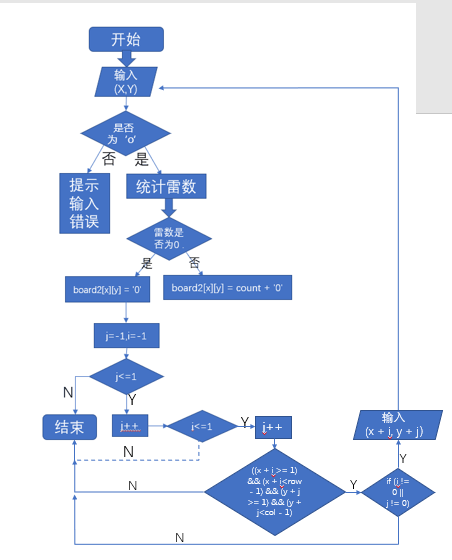 开始
输入
(X,Y)
是否
为 'o'
否
是
提示
输入
错误
统计雷数
雷数是
否为0 .
是
否
board2[x][y] = '0'
board2[x][y] = count + '0'
j=-1,i=-1
j<=1
N
Y
结束
j++
i<=1
Y
i++
N
((x + i >= 1)
&& (x + i<row
- 1) && (y + j
>= 1) && (y +
j<col - 1)
N
Y
if (i !=
0 ||
j != 0)
Y
输入
(x + i, y + j)
N